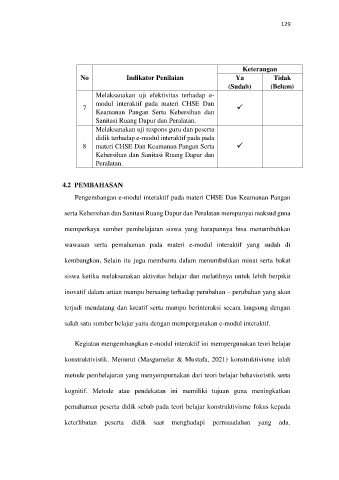 129
Keterangan
No Indikator Penilaian Ya Tidak
(Sudah) (Belum)
Melaksanakan uji efektivitas terhadap e-
modul interaktif pada materi CHSE Dan
7 Keamanan Pangan Serta Kebersihan dan ✓
Sanitasi Ruang Dapur dan Peralatan.
Melaksanakan uji respons guru dan peserta
didik terhadap e-modul interaktif pada pada
8 materi CHSE Dan Keamanan Pangan Serta ✓
Kebersihan dan Sanitasi Ruang Dapur dan
Peralatan.
4.2 PEMBAHASAN
Pengembangan e-modul interaktif pada materi CHSE Dan Keamanan Pangan
serta Kebersihan dan Sanitasi Ruang Dapur dan Peralatan mempunyai maksud guna
memperkaya sumber pembelajaran siswa yang harapannya bisa menumbuhkan
wawasan serta pemahaman pada materi e-modul interaktif yang sudah di
kembangkan. Selain itu juga membantu dalam menumbuhkan minat serta bakat
siswa ketika melaksanakan aktivitas belajar dan melatihnya untuk lebih berpikir
inovatif dalam artian mampu bersaing terhadap perubahan – perubahan yang akan
terjadi mendatang dan kreatif serta mampu berinteraksi secara langsung dengan
salah satu sumber belajar yaitu dengan mempergunakan e-modul interaktif.
Kegiatan mengembangkan e-modul interaktif ini mempergunakan teori belajar
konstruktivistik. Menurut (Masgumelar & Mustafa, 2021) konstruktivisme ialah
metode pembelajaran yang menyempurnakan dari teori belajar behavioristik serta
kognitif. Metode atau pendekatan ini memiliki tujuan guna meningkatkan
pemahaman peserta didik sebab pada teori belajar konstruktivisme fokus kepada
keterlibatan peserta didik saat menghadapi permasalahan yang ada.